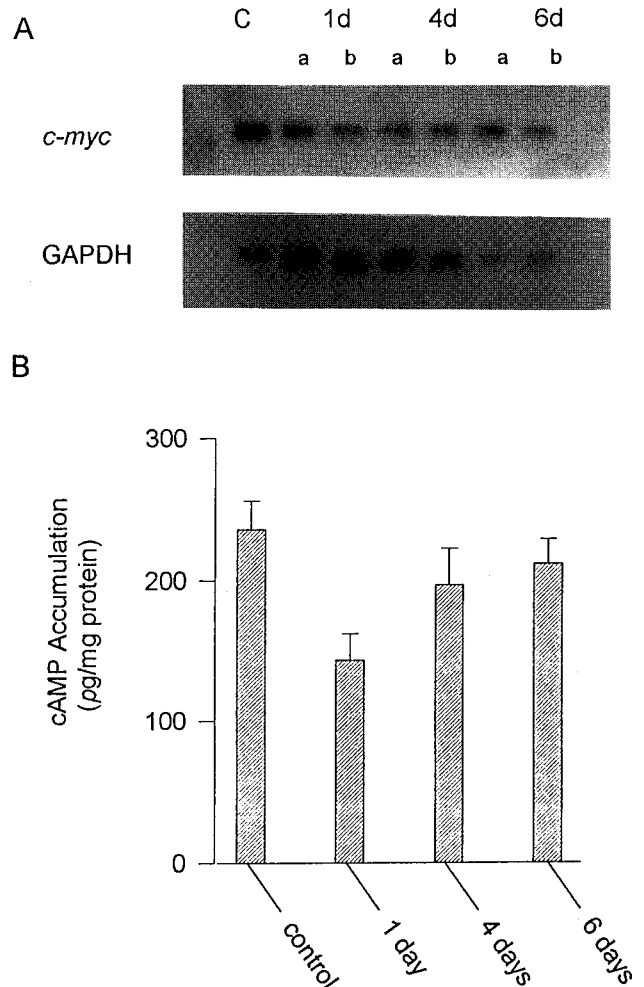 A
C 1d 4d 6d
a b a b a b
c-myc
GAPDH
B
cAMP Accumulation
(pg/mg protein)
300
200
100
0
control
1 day
4 days
6 days